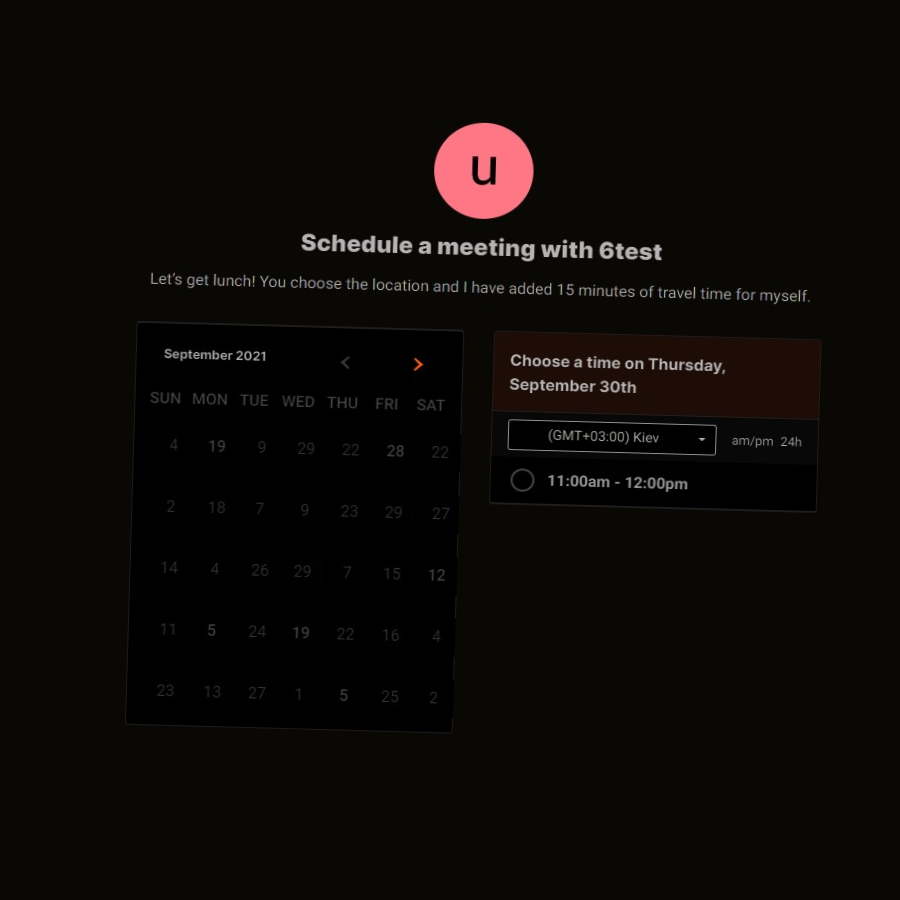 u
Schedule a meeting with 6test
Let's get lunch! You choose the location and I have added 15 minutes of travel time for myself.
September 2021
SUN MON TUE WED THU FRI SAT
4 19 9 29 22 28 22
2 18 7 9 23 29 27
14 4 26 29 7 15 12
11 5 24 19 22 16 4
23 13 27 1 5 25 2
Choose a time on Thursday,
September 30th
(GMT+03:00) Kiev
am/pm 24h
11:00am - 12:00pm